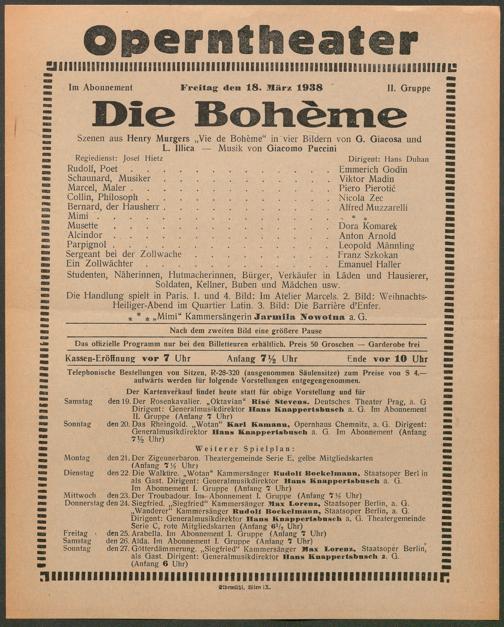 Operntheater
Im Abonnement Freitag den 18. März 1938 II. Gruppe
Die Bohème
Szenen aus Henry Murgers „Vie de Bohème“ in vier Bildern von G. Giacosa und
L. Illica — Musik von Giacomo Puccini
Regiedienst: Josef Hietz Dirigent: Hans Duhan
Rudolf, Poet . . . Emmerich Godin
Schaunard, Musiker . . . Viktor Madin
Marcel, Maler . . . Piero Pierotić
Collin, Philosoph . . . Nicola Zec
Bernard, der Hausherr . . . Alfred Muzzarelli
Mimi . . . * * *
Musette . . . Dora Komarek
Alcindor . . . Anton Arnold
Parpignol . . . Leopold Männling
Sergeant bei der Zollwache . . . Franz Szkokan
Ein Zollwächter . . . Emanuel Haller
Studenten, Näherinnen, Hutmacherinnen, Bürger, Verkäufer in Läden und Hausierer,
Soldaten, Kellner, Buben und Mädchen usw.
Die Handlung spielt in Paris. 1. und 4. Bild: Im Atelier Marcels. 2. Bild: Weihnachts-
Heiliger-Abend im Quartier Latin. 3. Bild: Die Barrière d'Enfer.
* * * „Mimi“ Kammersängerin Jarmila Nowotna a. G.
Nach dem zweiten Bild eine größere Pause
Das offizielle Programm nur bei den Billetteuren erhältlich. Preis 50 Groschen — Garderobe frei
Kassen-Eröffnung vor 7 Uhr Anfang 7½ Uhr Ende vor 10 Uhr
Telephonische Bestellungen von Sitzen, R-28-320 (ausgenommen Säulensitze) zum Preise von S 4.—
aufwärts werden für folgende Vorstellungen entgegengenommen.
Der Kartenverkauf findet heute statt für obige Vorstellung und für
Samstag den 19. Der Rosenkavalier. „Oktavian“ Risë Stevens, Deutsches Theater Prag, a. G.
Dirigent: Generalmusikdirektor Hans Knappertsbusch a. G. Im Abonnement
II. Gruppe (Anfang 7 Uhr)
Sonntag den 20. Das Rheingold. „Wotan“ Karl Kamann, Opernhaus Chemnitz, a. G. Dirigent:
Generalmusikdirektor Hans Knappertsbusch a. G. Im Abonnement (Anfang
7½ Uhr)
Weiterer Spielplan:
Montag den 21. Der Zigeunerbaron. Theatergemeinde Serie E, gelbe Mitgliedskarten
(Anfang 7½ Uhr)
Dienstag den 22. Die Walküre. „Wotan“ Kammersänger Rudolf Bockelmann, Staatsoper Berlin
als Gast. Dirigent: Generalmusikdirektor Hans Knappertsbusch a. G.
Im Abonnement I. Gruppe (Anfang 7 Uhr)
Mittwoch den 23. Der Troubadour. Im Abonnement I. Gruppe (Anfang 7½ Uhr)
Donnerstag den 24. Siegfried. „Siegfried“ Kammersänger Max Lorenz, Staatsoper Berlin, a. G.
„Wanderer“ Kammersänger Rudolf Bockelmann, Staatsoper Berlin, a. G.
Dirigent: Generalmusikdirektor Hans Knappertsbusch a. G. Theatergemeinde
Serie C, rote Mitgliedskarten (Anfang 6½ Uhr)
Freitag den 25. Arabella. Im Abonnement I. Gruppe (Anfang 7 Uhr)
Samstag den 26. Aida. Im Abonnement I. Gruppe (Anfang 7 Uhr)
Sonntag den 27. Götterdämmerung. „Siegfried“ Kammersänger Max Lorenz, Staatsoper Berlin,
als Gast. Dirigent: Generalmusikdirektor Hans Knappertsbusch a. G.
(Anfang 6 Uhr)
Elbemühl, Wien IX.